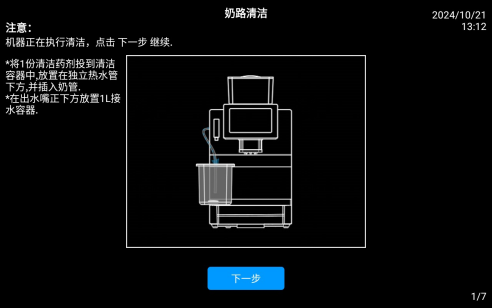 奶路清洁
2024/10/21
13:12
注意：
机器正在执行清洁，点击 下一步 继续.
*将1份清洁药剂投到清洁
容器中,放置在独立热水管
下方,并插入奶管.
*在出水嘴正下方放置1L接
水容器.
下一步
1/7